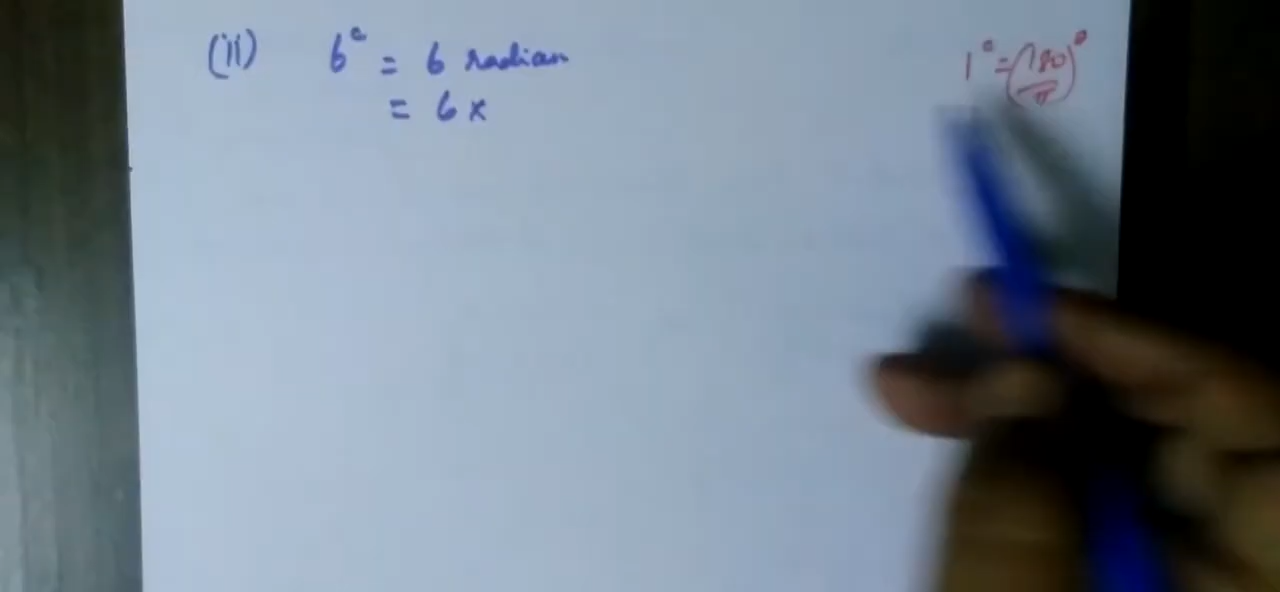 (ii) 6ᶜ = 6 radian
= 6 ×
1ᶜ = (180/π)°